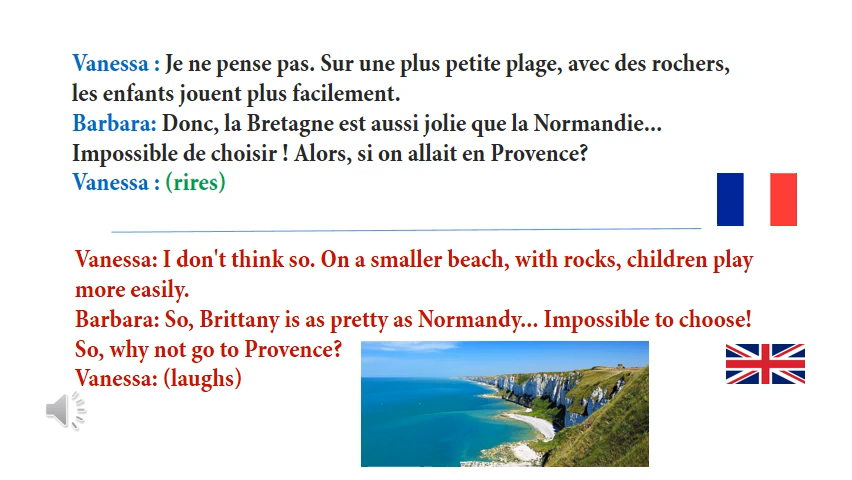 Vanessa : Je ne pense pas. Sur une plus petite plage, avec des rochers,
les enfants jouent plus facilement.
Barbara: Donc, la Bretagne est aussi jolie que la Normandie...
Impossible de choisir ! Alors, si on allait en Provence?
Vanessa : (rires)
Vanessa: I don't think so. On a smaller beach, with rocks, children play
more easily.
Barbara: So, Brittany is as pretty as Normandy... Impossible to choose!
So, why not go to Provence?
Vanessa: (laughs)